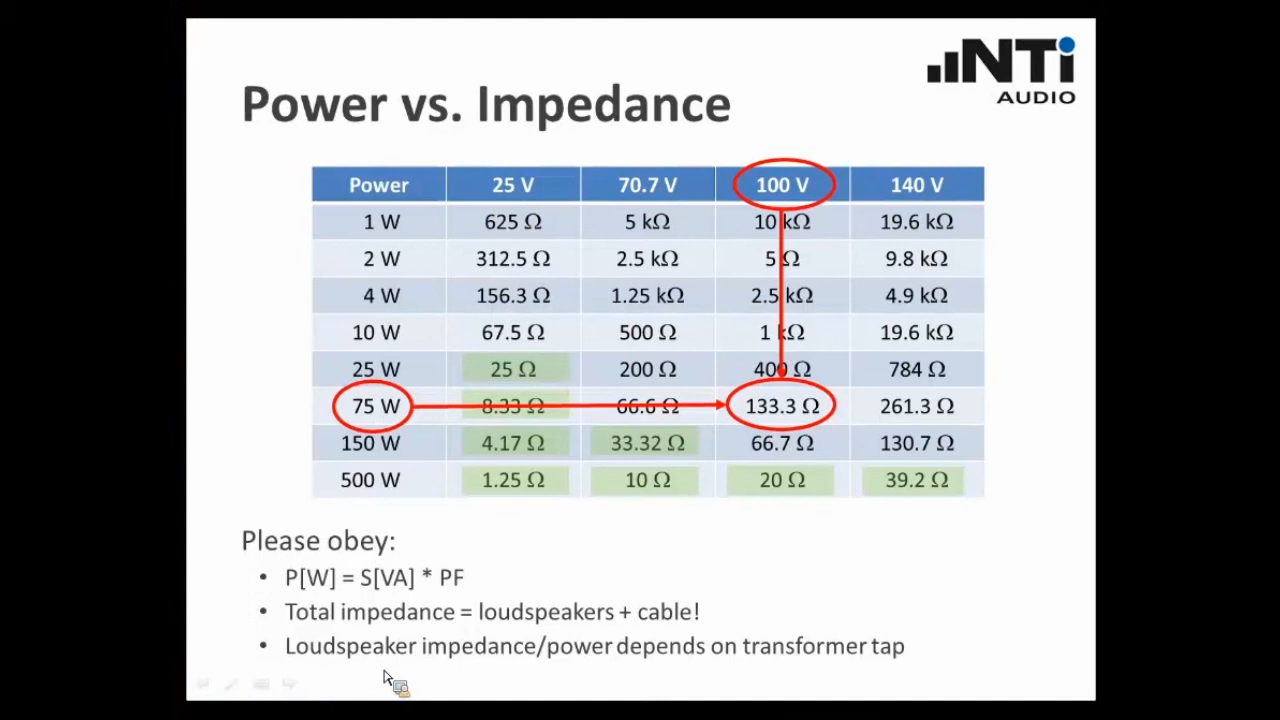 NTi
AUDIO
Power vs. Impedance
Power 25 V 70.7 V 100 V 140 V
1 W 625 Ω 5 kΩ 10 kΩ 19.6 kΩ
2 W 312.5 Ω 2.5 kΩ 5 Ω 9.8 kΩ
4 W 156.3 Ω 1.25 kΩ 2.5 kΩ 4.9 kΩ
10 W 67.5 Ω 500 Ω 1 kΩ 19.6 kΩ
25 W 25 Ω 200 Ω 400 Ω 784 Ω
75 W 8.33 Ω 66.6 Ω 133.3 Ω 261.3 Ω
150 W 4.17 Ω 33.32 Ω 66.7 Ω 130.7 Ω
500 W 1.25 Ω 10 Ω 20 Ω 39.2 Ω
Please obey:
• P[W] = S[VA] * PF
• Total impedance = loudspeakers + cable!
• Loudspeaker impedance/power depends on transformer tap